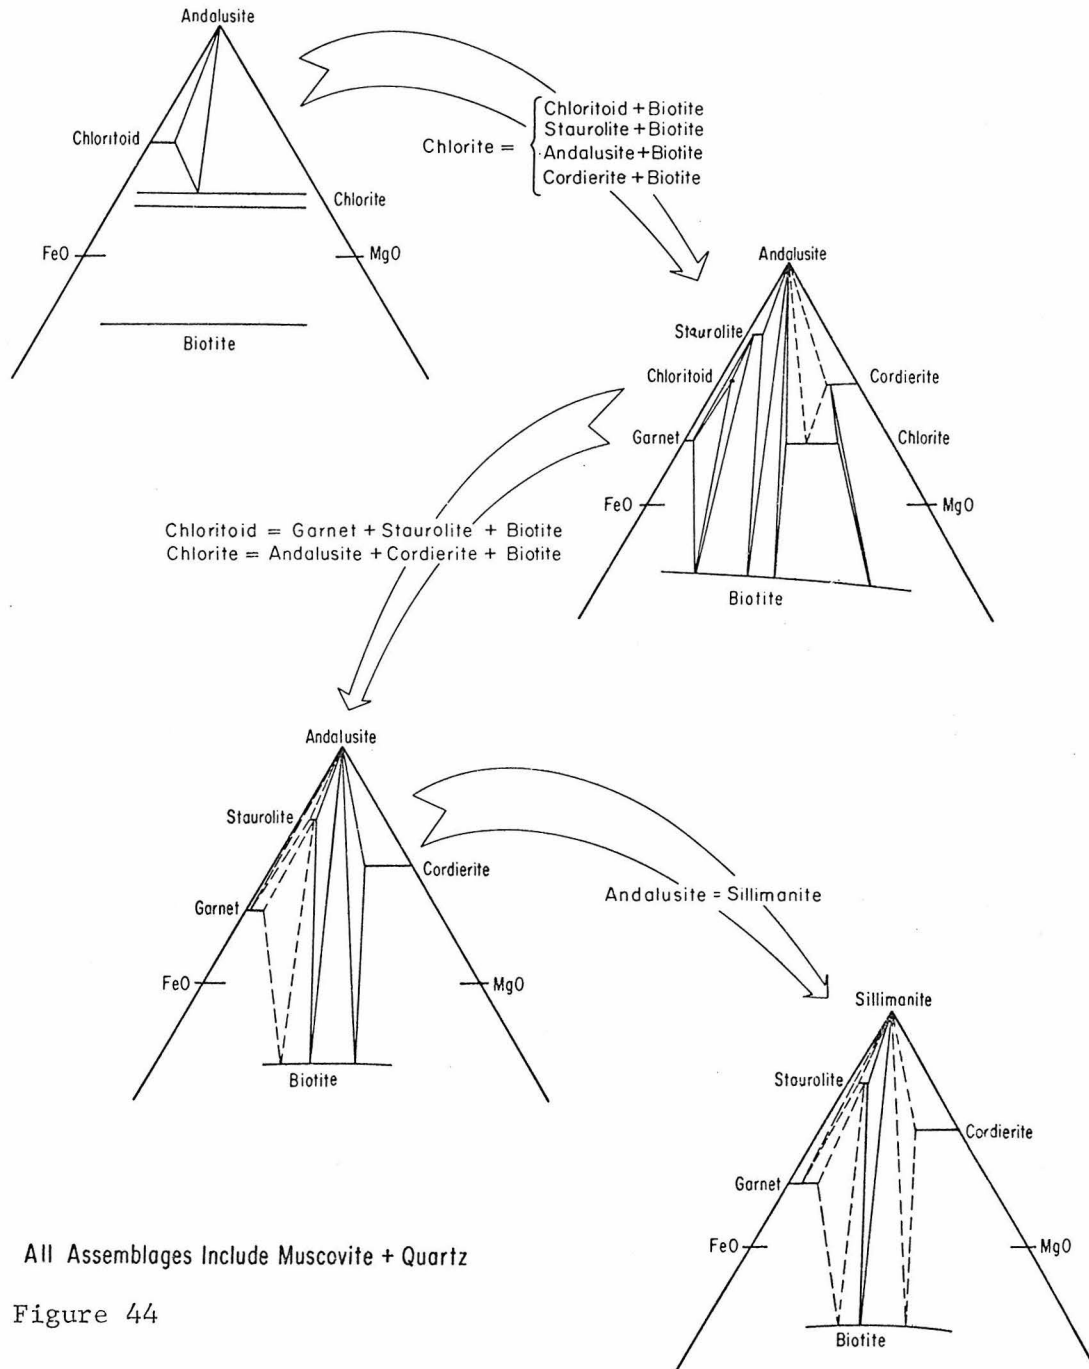 Andalusite
Chloritoid
Chlorite
FeO
MgO
Biotite
Chlorite =
Chloritoid + Biotite
Staurolite + Biotite
Andalusite + Biotite
Cordierite + Biotite
Andalusite
Staurolite
Chloritoid
Cordierite
Garnet
Chlorite
FeO
MgO
Biotite
Chloritoid = Garnet + Staurolite + Biotite
Chlorite = Andalusite + Cordierite + Biotite
Andalusite
Staurolite
Cordierite
Garnet
FeO
MgO
Biotite
Andalusite = Sillimanite
Sillimanite
Staurolite
Cordierite
Garnet
FeO
MgO
Biotite
All Assemblages Include Muscovite + Quartz
Figure 44